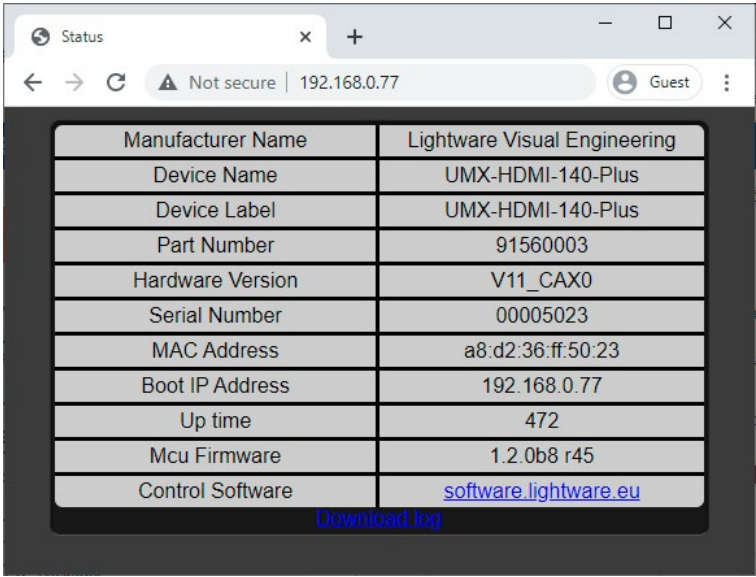 Status
Not secure | 192.168.0.77
Guest
Manufacturer Name Lightware Visual Engineering
Device Name UMX-HDMI-140-Plus
Device Label UMX-HDMI-140-Plus
Part Number 91560003
Hardware Version V11_CAX0
Serial Number 00005023
MAC Address a8:d2:36:ff:50:23
Boot IP Address 192.168.0.77
Up time 472
Mcu Firmware 1.2.0b8 r45
Control Software software.lightware.eu
Download log